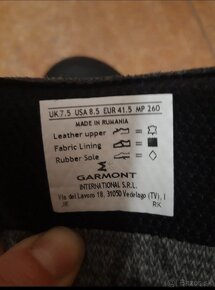 UK 7.5 USA 8.5 EUR 41.5 MP 260
MADE IN RUMANIA
Leather upper
Fabric Lining
Rubber Sole
GARMONT
INTERNATIONAL S.R.L.
Via del Lavoro 18, 31050 Vedelago (TV), I
JE RK